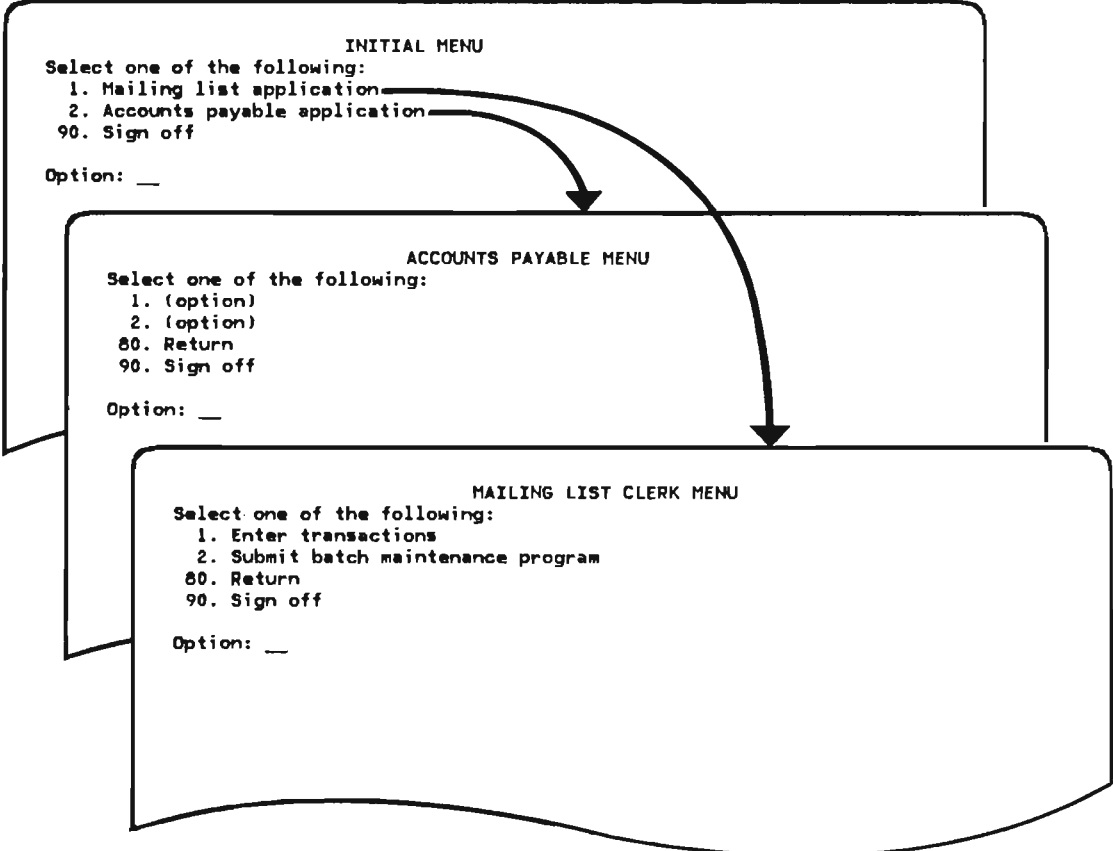 INITIAL MENU
Select one of the following:
1. Mailing list application
2. Accounts payable application
90. Sign off
Option: __
ACCOUNTS PAYABLE MENU
Select one of the following:
1. (option)
2. (option)
80. Return
90. Sign off
Option: __
MAILING LIST CLERK MENU
Select one of the following:
1. Enter transactions
2. Submit batch maintenance program
80. Return
90. Sign off
Option: __